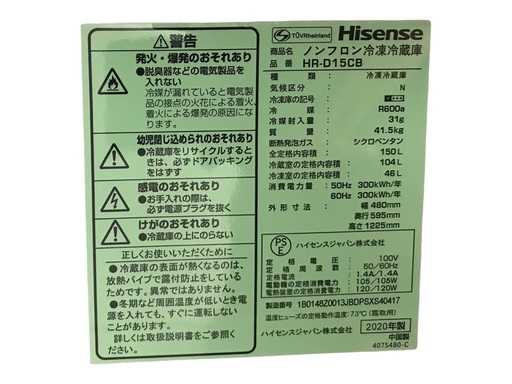 警告
発火・爆発のおそれあり
●脱臭器などの電気製品を
入れない
冷媒が漏れていると電気製
品の接点の火花による着火・
着火による爆発の原因に
なります。
幼児閉じ込められのおそれあり
●冷蔵庫をリサイクルする
ときは、必ずドアパッキング
をはずす
感電のおそれあり
●お手入れの際は、
必ず電源プラグを抜く
けがのおそれあり
●冷蔵庫の上にのらない
正しくお使いいただくために
●冷蔵庫の表面が熱くなるのは、
放熱パイプで露付防止をしている
ためです。異常ではありません。
●冬期など周囲温度が低いとき電
源を入れても、すぐに運転しない
ことがあります。
詳しくは取扱説明書をご参照
ください。
TÜVRheinland
Hisense
商品名 ノンフロン冷凍冷蔵庫
品番 HR-D15CB
種類 冷凍冷蔵庫
気候区分 N
冷凍庫の記号
冷媒 R600a
冷媒封入量 31g
質量 41.5kg
断熱発泡ガス シクロペンタン
全定格内容積 150L
冷蔵室の定格内容積 104L
冷凍室の定格内容積 46L
消費電力量 50Hz 300kWh/年
60Hz 300kWh/年
外形寸法 幅 480mm
奥行 595mm
高さ 1225mm
PSE
ハイセンスジャパン株式会社
定格電圧 100V
定格周波数 50/60Hz
定格電流 1.4A/1.4A
電動機の定格消費電力 105/105W
電熱装置の定格消費電力 120/120W
製造番号 1B0148Z0013JBDPSXS40417
温度ヒューズの定格動作温度:73℃(霜取用)
ハイセンスジャパン株式会社
2020年製
中国製
4075480-C